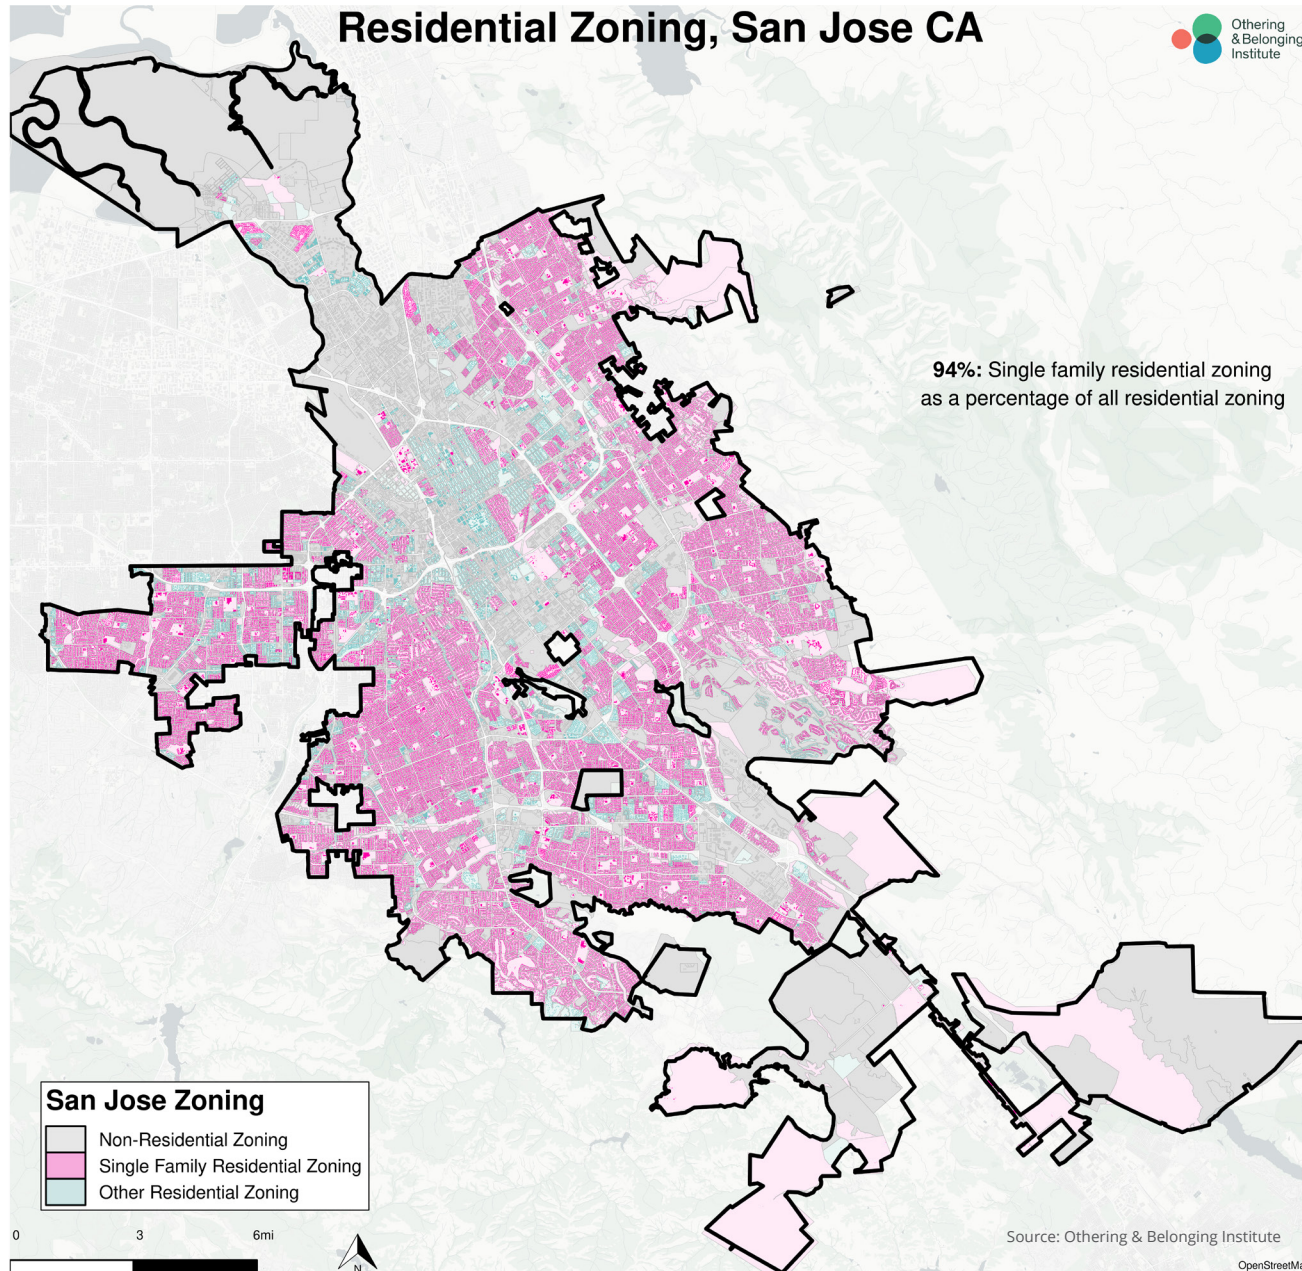 Residential Zoning, San Jose CA
Othering
& Belonging
Institute
94%: Single family residential zoning
as a percentage of all residential zoning
San Jose Zoning
Non-Residential Zoning
Single Family Residential Zoning
Other Residential Zoning
0 3 6mi
N
Source: Othering & Belonging Institute
OpenStreetMa